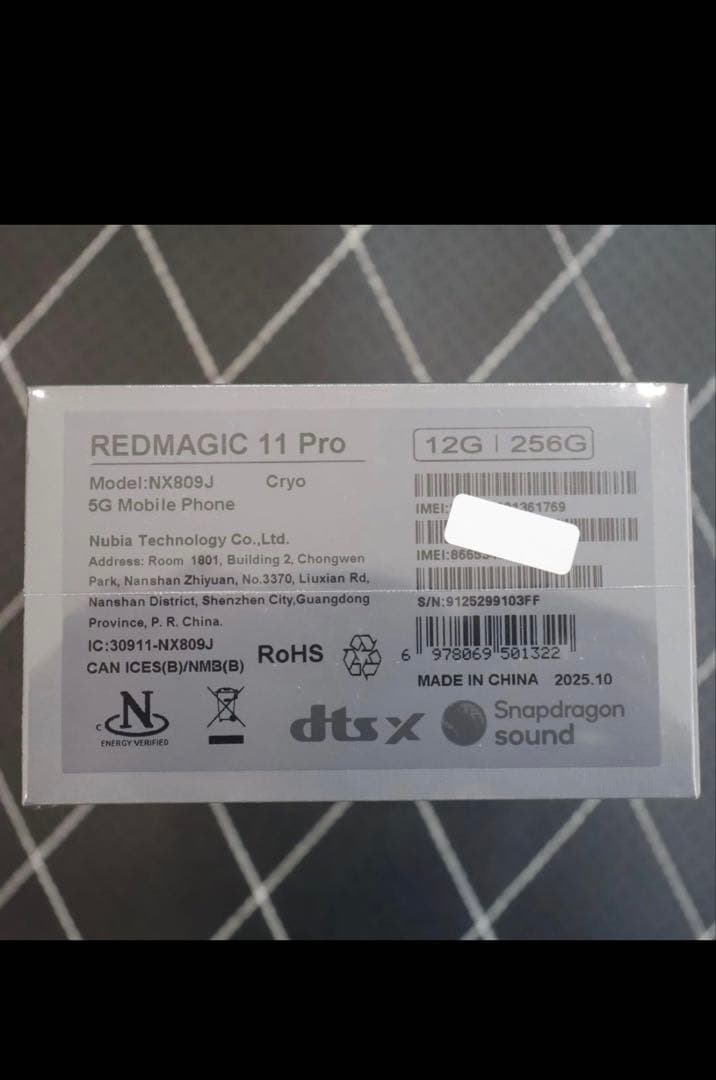 REDMAGIC 11 Pro
12G | 256G
Model:NX809J Cryo
5G Mobile Phone
IMEI: 1361769
Nubia Technology Co.,Ltd.
IMEI:8665
Address: Room 1801, Building 2, Chongwen
Park, Nanshan Zhiyuan, No.3370, Liuxian Rd,
Nanshan District, Shenzhen City,Guangdong
Province, P. R. China.
S/N:9125299103FF
IC:30911-NX809J
CAN ICES(B)/NMB(B)
RoHS
6 978069 501322
MADE IN CHINA 2025.10
c N
ENERGY VERIFIED
dts x
Snapdragon
sound